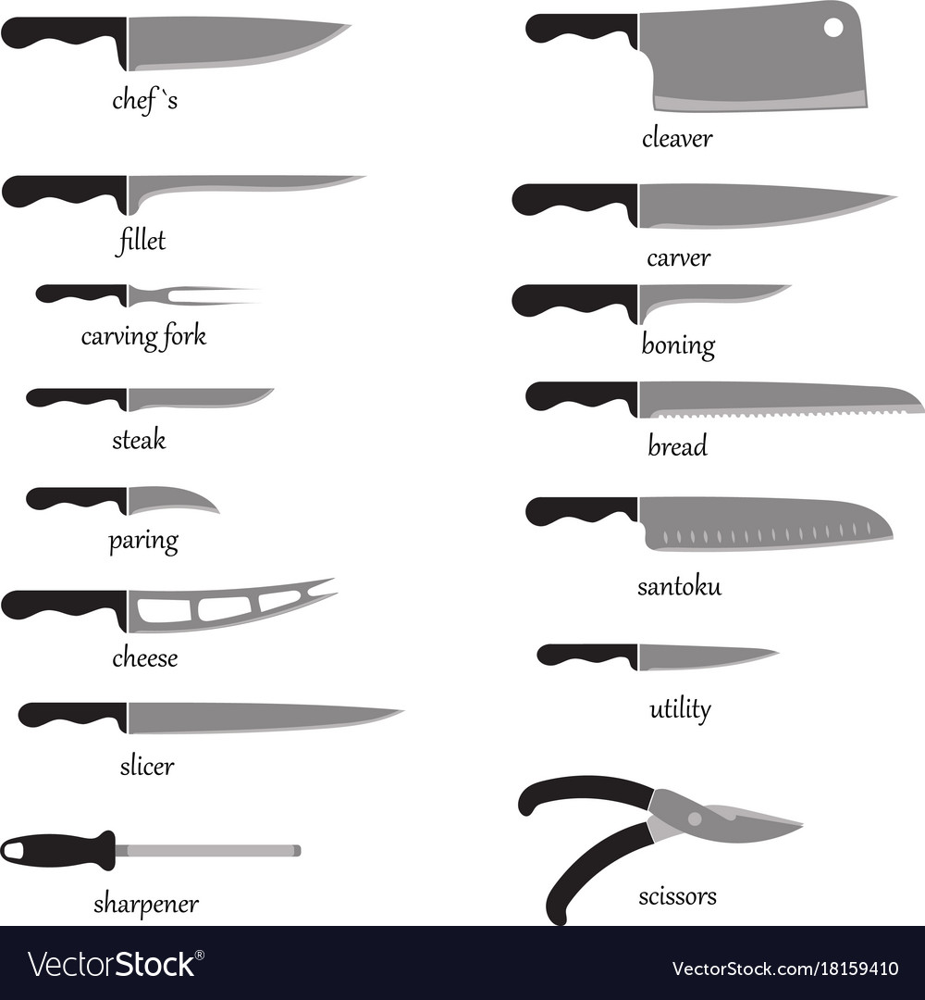 chef`s
cleaver
fillet
carver
carving fork
boning
steak
bread
paring
santoku
cheese
utility
slicer
sharpener
scissors
VectorStock®
VectorStock.com/18159410